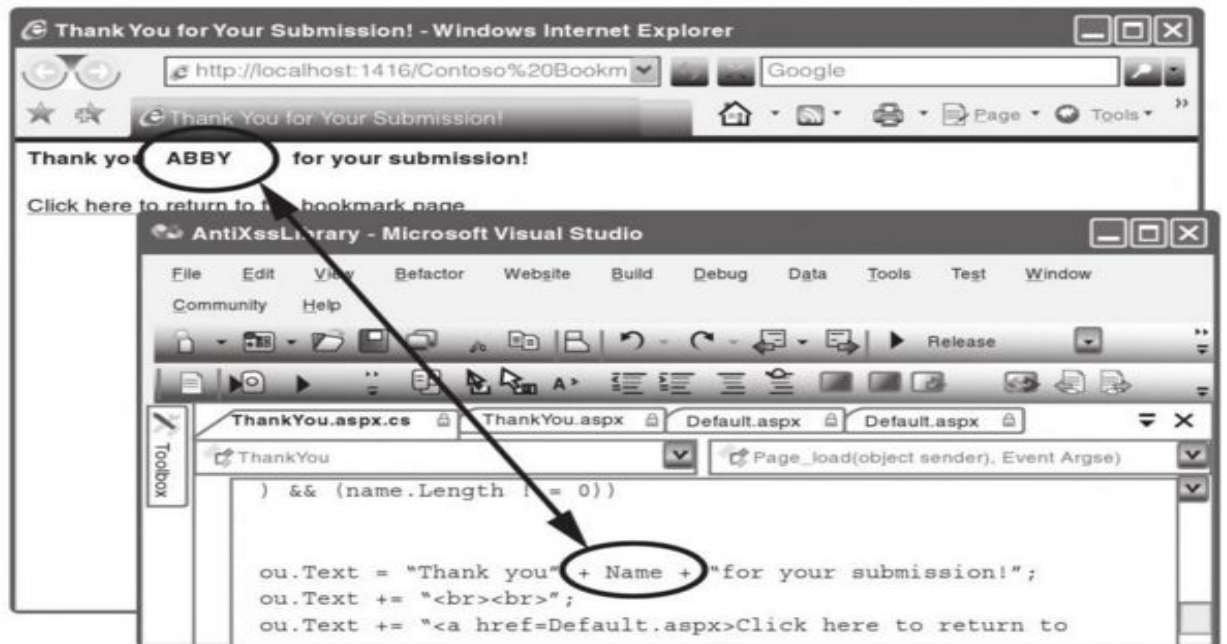 Thank You for Your Submission! - Windows Internet Explorer
http://localhost:1416/Contoso%20Bookm
Google
Thank You for Your Submission!
Page
Tools
Thank you ABBY for your submission!
Click here to return to the bookmark page
AntiXssLibrary - Microsoft Visual Studio
File Edit View Befactor Website Build Debug Data Tools Test Window
Community Help
Release
ThankYou.aspx.cs ThankYou.aspx Default.aspx Default.aspx
Toolbox
ThankYou
Page_load(object sender), Event Argse)
) && (name.Length ! = 0))
ou.Text = "Thank you" + Name + "for your submission!";
ou.Text += "<br><br>";
ou.Text += "<a href=Default.aspx>Click here to return to